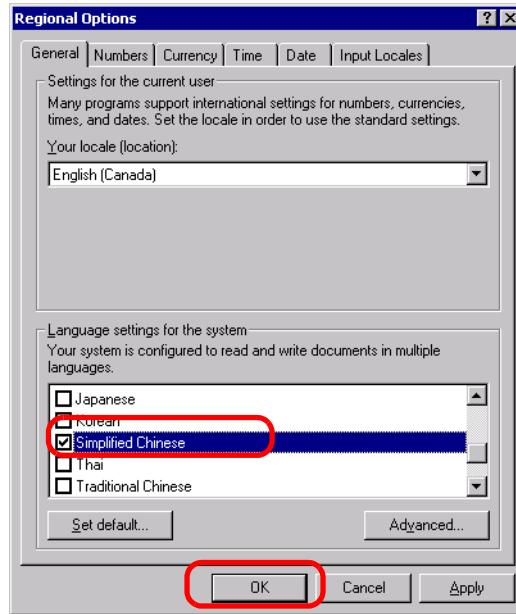 Regional Options
General Numbers Currency Time Date Input Locales
Settings for the current user
Many programs support international settings for numbers, currencies,
times, and dates. Set the locale in order to use the standard settings.
Your locale (location):
English (Canada)
Language settings for the system
Your system is configured to read and write documents in multiple
languages.
Japanese
Korean
Simplified Chinese
Thai
Traditional Chinese
Set default... Advanced...
OK Cancel Apply